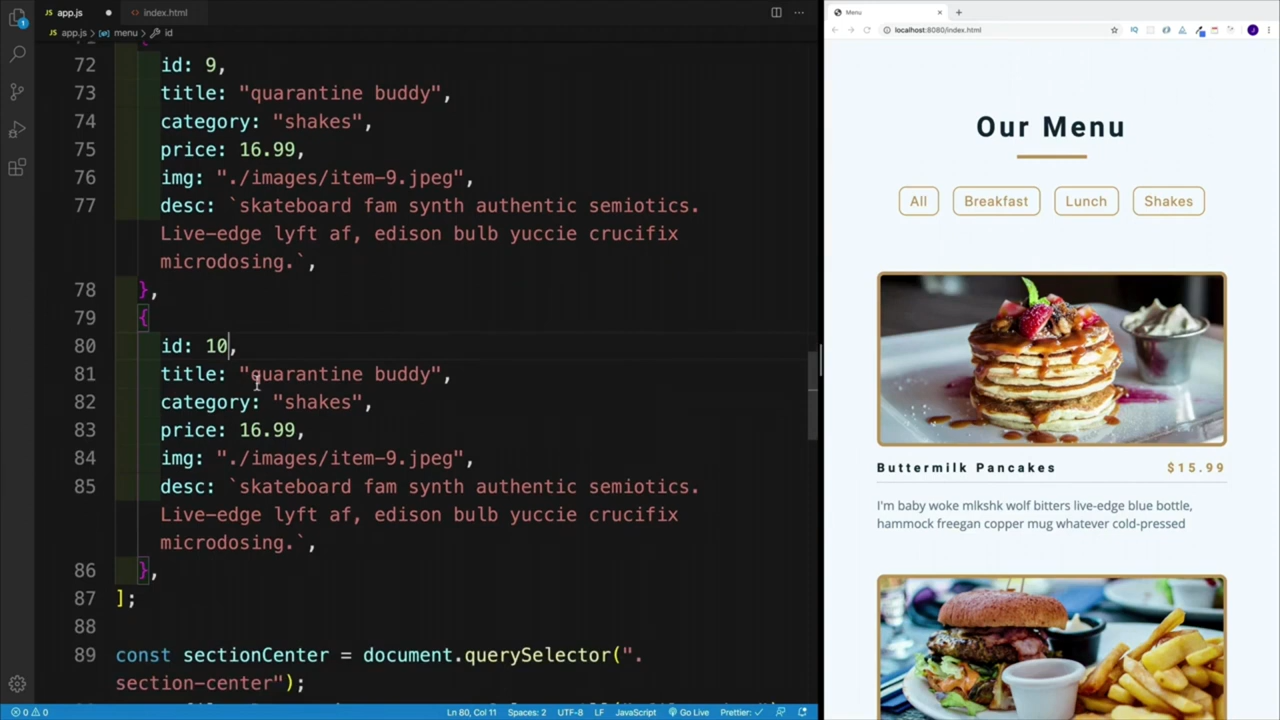 app.js
index.html
app.js > menu > id
72 id: 9,
73 title: "quarantine buddy",
74 category: "shakes",
75 price: 16.99,
76 img: "./images/item-9.jpeg",
77 desc: `skateboard fam synth authentic semiotics.
Live-edge lyft af, edison bulb yuccie crucifix
microdosing.`,
78 },
79 {
80 id: 10,
81 title: "quarantine buddy",
82 category: "shakes",
83 price: 16.99,
84 img: "./images/item-9.jpeg",
85 desc: `skateboard fam synth authentic semiotics.
Live-edge lyft af, edison bulb yuccie crucifix
microdosing.`,
86 },
87 ];
88
89 const sectionCenter = document.querySelector(".
section-center");
0 0
Ln 80, Col 11
Spaces: 2
UTF-8
LF
JavaScript
Go Live
Prettier: ✓
Menu
localhost:8080/index.html
J
Our Menu
All
Breakfast
Lunch
Shakes
Buttermilk Pancakes
$15.99
I'm baby woke mlkshk wolf bitters live-edge blue bottle,
hammock freegan copper mug whatever cold-pressed